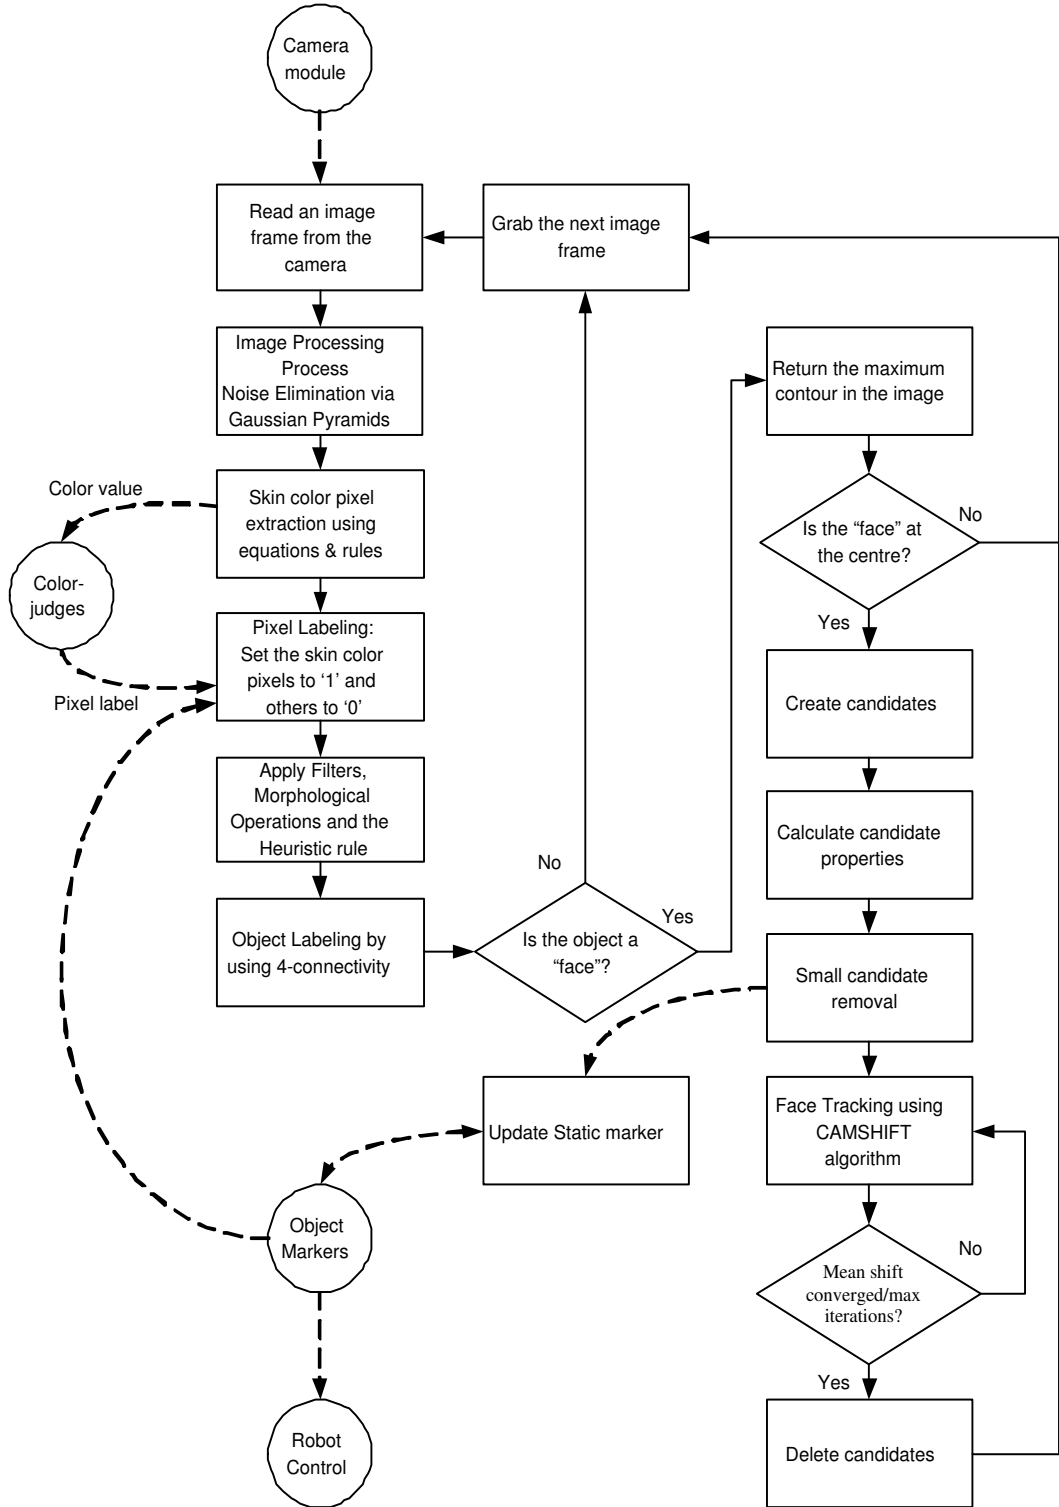 Camera
module
Read an image
frame from the
camera
Grab the next image
frame
Image Processing
Process
Noise Elimination via
Gaussian Pyramids
Return the maximum
contour in the image
Color value
Skin color pixel
extraction using
equations & rules
Is the “face” at
the centre?
No
Yes
Color-
judges
Pixel Labeling:
Set the skin color
pixels to ‘1’ and
others to ‘0’
Pixel label
Create candidates
Apply Filters,
Morphological
Operations and the
Heuristic rule
Calculate candidate
properties
No
Yes
Object Labeling by
using 4-connectivity
Is the object a
“face”?
Small candidate
removal
Update Static marker
Face Tracking using
CAMSHIFT
algorithm
Object
Markers
No
Mean shift
converged/max
iterations?
Yes
Robot
Control
Delete candidates